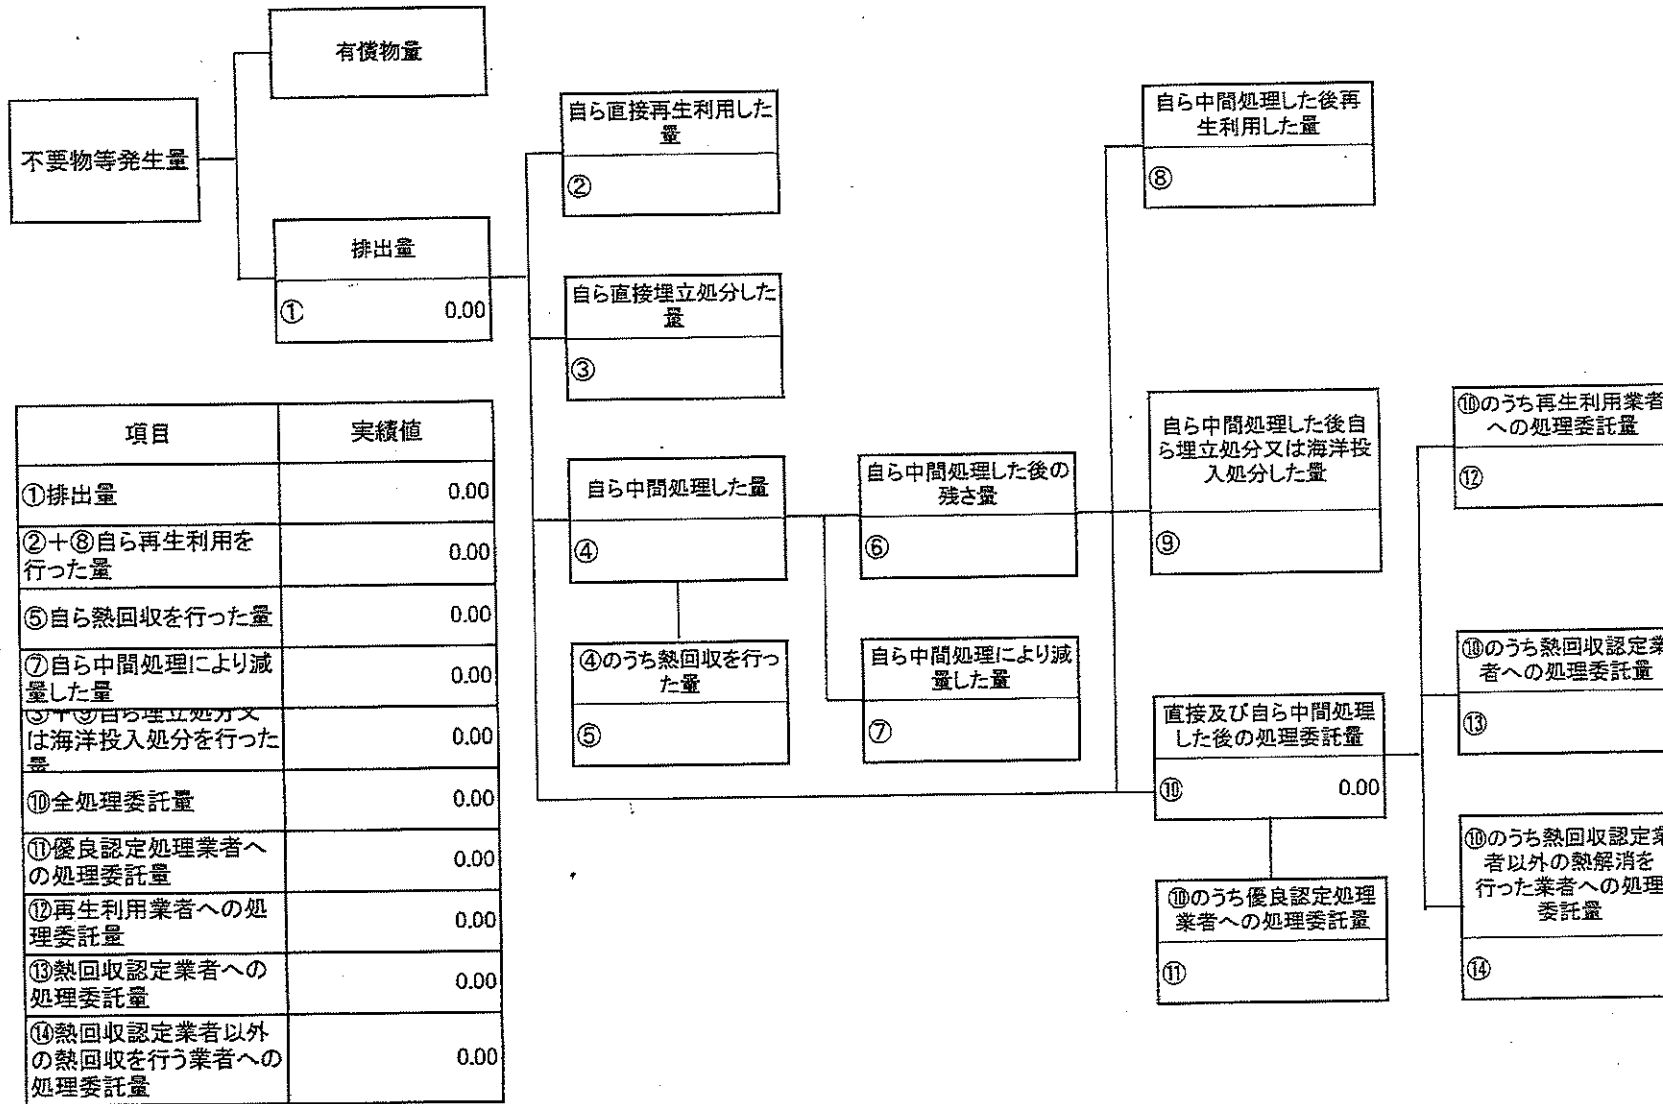 有償物量
不要物等発生量
排出量
① 0.00
自ら直接再生利用した
量
②
自ら直接埋立処分した
量
③
自ら中間処理した量
④
④のうち熱回収を行っ
た量
⑤
自ら中間処理した後の
残さ量
⑥
自ら中間処理により減
量した量
⑦
自ら中間処理した後再
生利用した量
⑧
自ら中間処理した後自
ら埋立処分又は海洋投
入処分した量
⑨
直接及び自ら中間処理
した後の処理委託量
⑩ 0.00
⑩のうち優良認定処理
業者への処理委託量
⑪
⑩のうち再生利用業者
への処理委託量
⑫
⑩のうち熱回収認定業
者への処理委託量
⑬
⑩のうち熱回収認定業
者以外の熱解消を
行った業者への処理
委託量
⑭
項目 実績値
①排出量 0.00
②+⑧自ら再生利用を
行った量 0.00
⑤自ら熱回収を行った量 0.00
⑦自ら中間処理により減
量した量 0.00
③+⑨自ら埋立処分又
は海洋投入処分を行った
量 0.00
⑩全処理委託量 0.00
⑪優良認定処理業者へ
の処理委託量 0.00
⑫再生利用業者への処
理委託量 0.00
⑬熱回収認定業者への
処理委託量 0.00
⑭熱回収認定業者以外
の熱回収を行う業者への
処理委託量 0.00